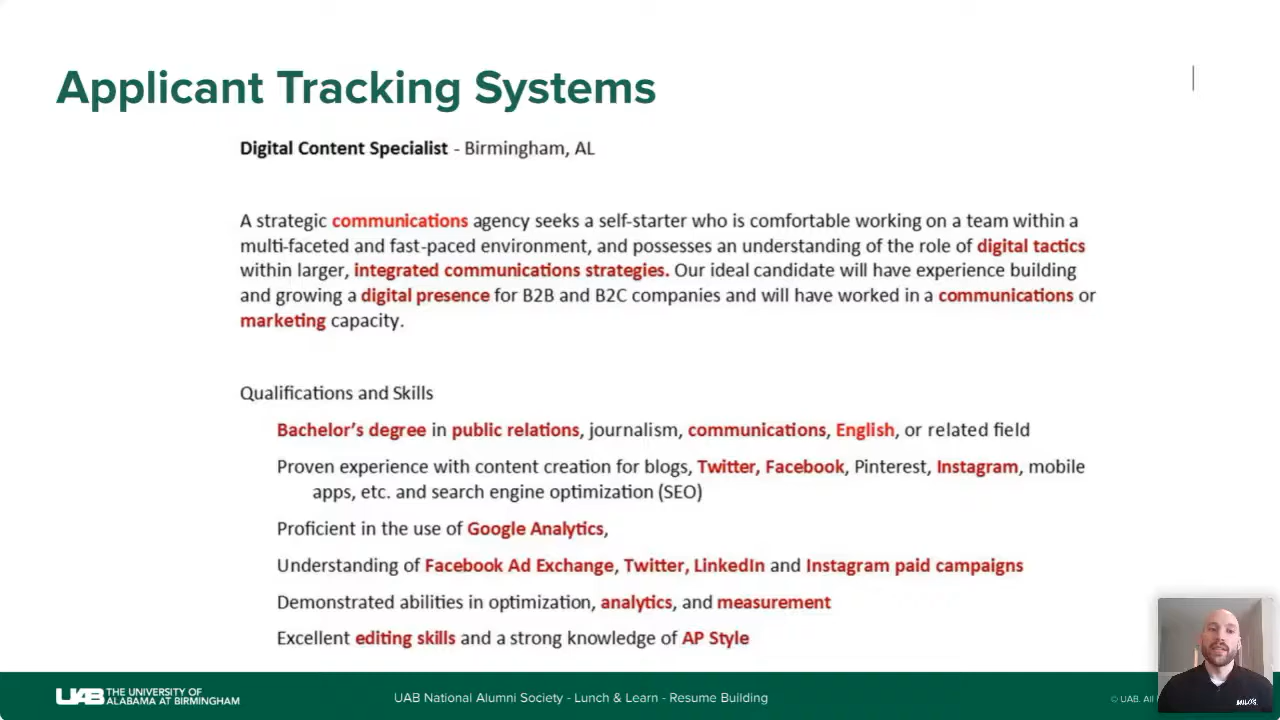 Applicant Tracking Systems
Digital Content Specialist - Birmingham, AL
A strategic communications agency seeks a self-starter who is comfortable working on a team within a
multi-faceted and fast-paced environment, and possesses an understanding of the role of digital tactics
within larger, integrated communications strategies. Our ideal candidate will have experience building
and growing a digital presence for B2B and B2C companies and will have worked in a communications or
marketing capacity.
Qualifications and Skills
Bachelor's degree in public relations, journalism, communications, English, or related field
Proven experience with content creation for blogs, Twitter, Facebook, Pinterest, Instagram, mobile
apps, etc. and search engine optimization (SEO)
Proficient in the use of Google Analytics,
Understanding of Facebook Ad Exchange, Twitter, LinkedIn and Instagram paid campaigns
Demonstrated abilities in optimization, analytics, and measurement
Excellent editing skills and a strong knowledge of AP Style
UAB THE UNIVERSITY OF
ALABAMA AT BIRMINGHAM
UAB National Alumni Society - Lunch & Learn - Resume Building
© UAB. All
MILO'S